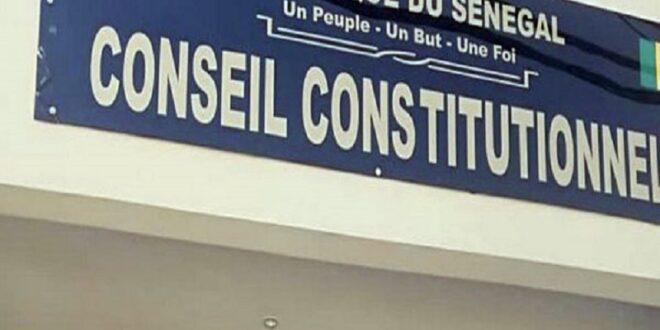 DU SENEGAL
Un Peuple - Un But - Une Foi
CONSEIL CONSTITUTIONNEL